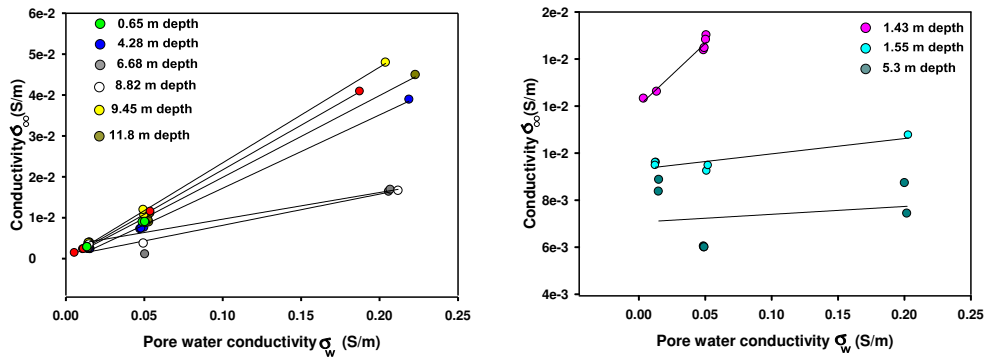 6e-2
5e-2
4e-2
3e-2
2e-2
1e-2
0
Conductivity σ∞(S/m)
0.65 m depth
4.28 m depth
6.68 m depth
8.82 m depth
9.45 m depth
11.8 m depth
0.00 0.05 0.10 0.15 0.20 0.25
Pore water conductivity σw (S/m)
2e-2
1e-2
1e-2
1e-2
8e-3
6e-3
4e-3
Conductivity σ∞(S/m)
1.43 m depth
1.55 m depth
5.3 m depth
0.00 0.05 0.10 0.15 0.20 0.25
Pore water conductivity σw (S/m)